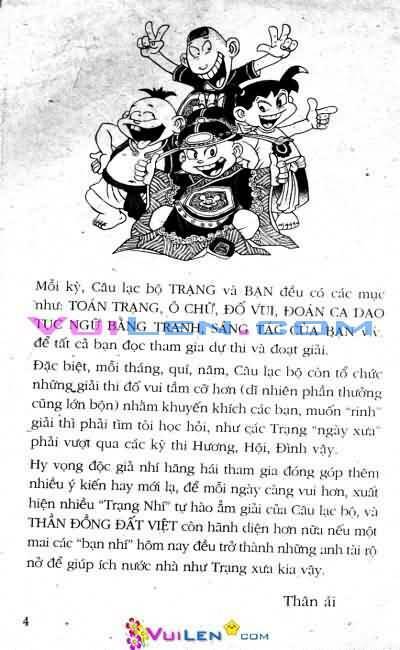 Mỗi kỳ, Câu lạc bộ TRẠNG và BẠN đều có các mục
như: TOÁN TRẠNG, Ô CHỮ, ĐỐ VUI, ĐOÁN CA DAO
TỤC NGỮ BẰNG TRANH, SÁNG TÁC CỦA BẠN
để tất cả bạn đọc tham gia dự thi và đoạt giải.
Đặc biệt, mỗi tháng, quí, năm, Câu lạc bộ còn tổ chức
những giải thi đố vui tầm cỡ hơn (dĩ nhiên phần thưởng
cũng lớn bộn) nhằm khuyến khích các bạn, muốn "rinh"
giải thì phải tìm tòi học hỏi, như các Trạng "ngày xưa"
phải vượt qua các kỳ thi Hương, Hội, Đình vậy.
Hy vọng độc giả nhí hăng hái tham gia đóng góp thêm
nhiều ý kiến hay mới lạ, để mỗi ngày càng vui hơn, xuất
hiện nhiều "Trạng Nhí" tự hào ẵm giải của Câu lạc bộ, và
THẦN ĐỒNG ĐẤT VIỆT còn hãnh diện hơn nữa nếu một
mai các "bạn nhí" hôm nay đều trở thành những anh tài rộ
nở để giúp ích nước nhà như Trạng xưa kia vậy.
Thân ái
4
VUILEN.COM
VUILEN.COM